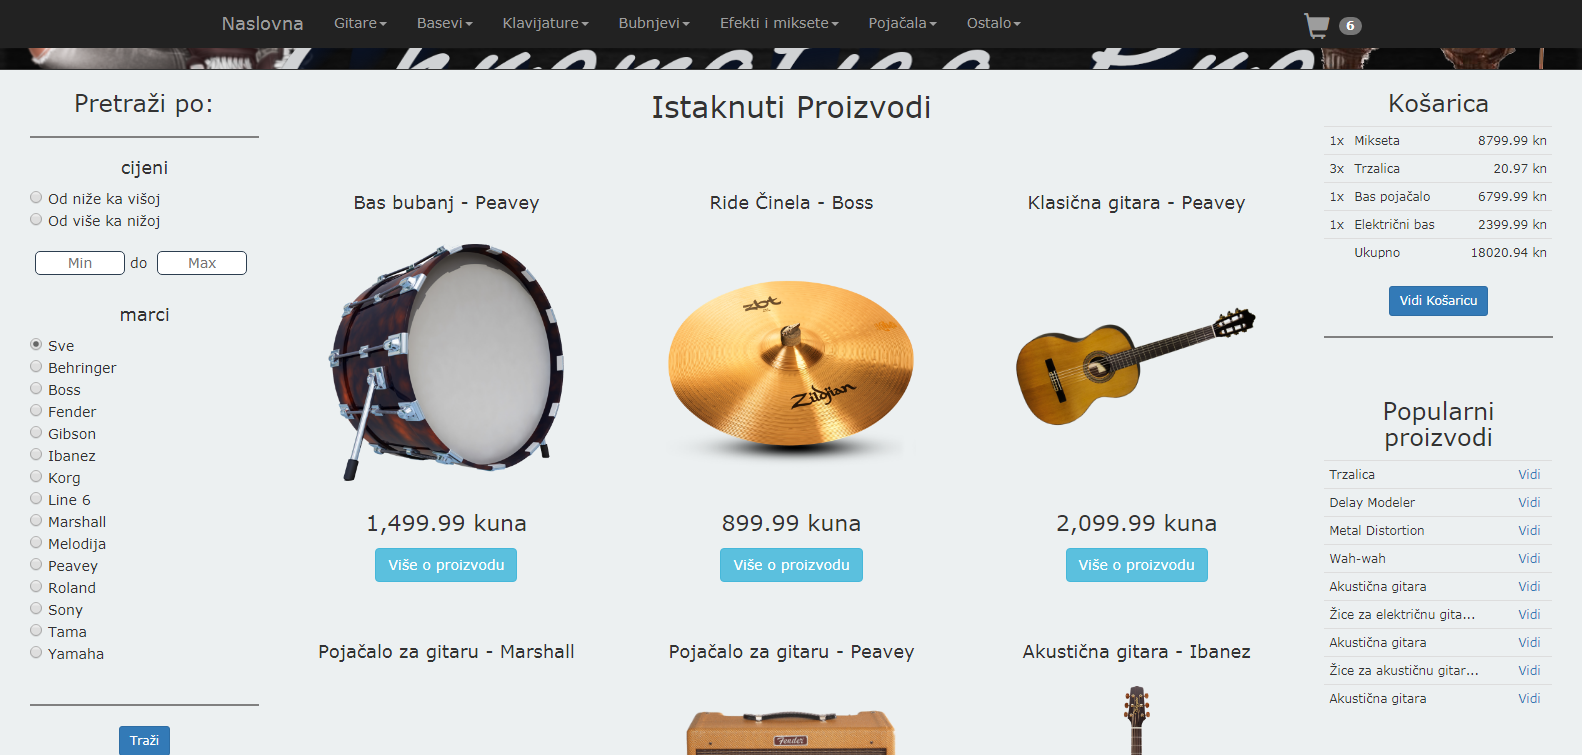 Naslovna Gitare Basevi Klavijature Bubnjevi Efekti i miksete Pojačala Ostalo 6
Pretraži po:
cijeni
Od niže ka višoj
Od više ka nižoj
Min do Max
marci
Sve
Behringer
Boss
Fender
Gibson
Ibanez
Korg
Line 6
Marshall
Melodija
Peavey
Roland
Sony
Tama
Yamaha
Traži
Istaknuti Proizvodi
Bas bubanj - Peavey
1,499.99 kuna
Više o proizvodu
Ride Činela - Boss
zbt
Zildjian
899.99 kuna
Više o proizvodu
Klasična gitara - Peavey
2,099.99 kuna
Više o proizvodu
Pojačalo za gitaru - Marshall
Pojačalo za gitaru - Peavey
Fender
Akustična gitara - Ibanez
Košarica
1x Mikseta 8799.99 kn
3x Trzalica 20.97 kn
1x Bas pojačalo 6799.99 kn
1x Električni bas 2399.99 kn
Ukupno 18020.94 kn
Vidi Košaricu
Popularni
proizvodi
Trzalica Vidi
Delay Modeler Vidi
Metal Distortion Vidi
Wah-wah Vidi
Akustična gitara Vidi
Žice za električnu gita... Vidi
Akustična gitara Vidi
Žice za akustičnu gitar... Vidi
Akustična gitara Vidi